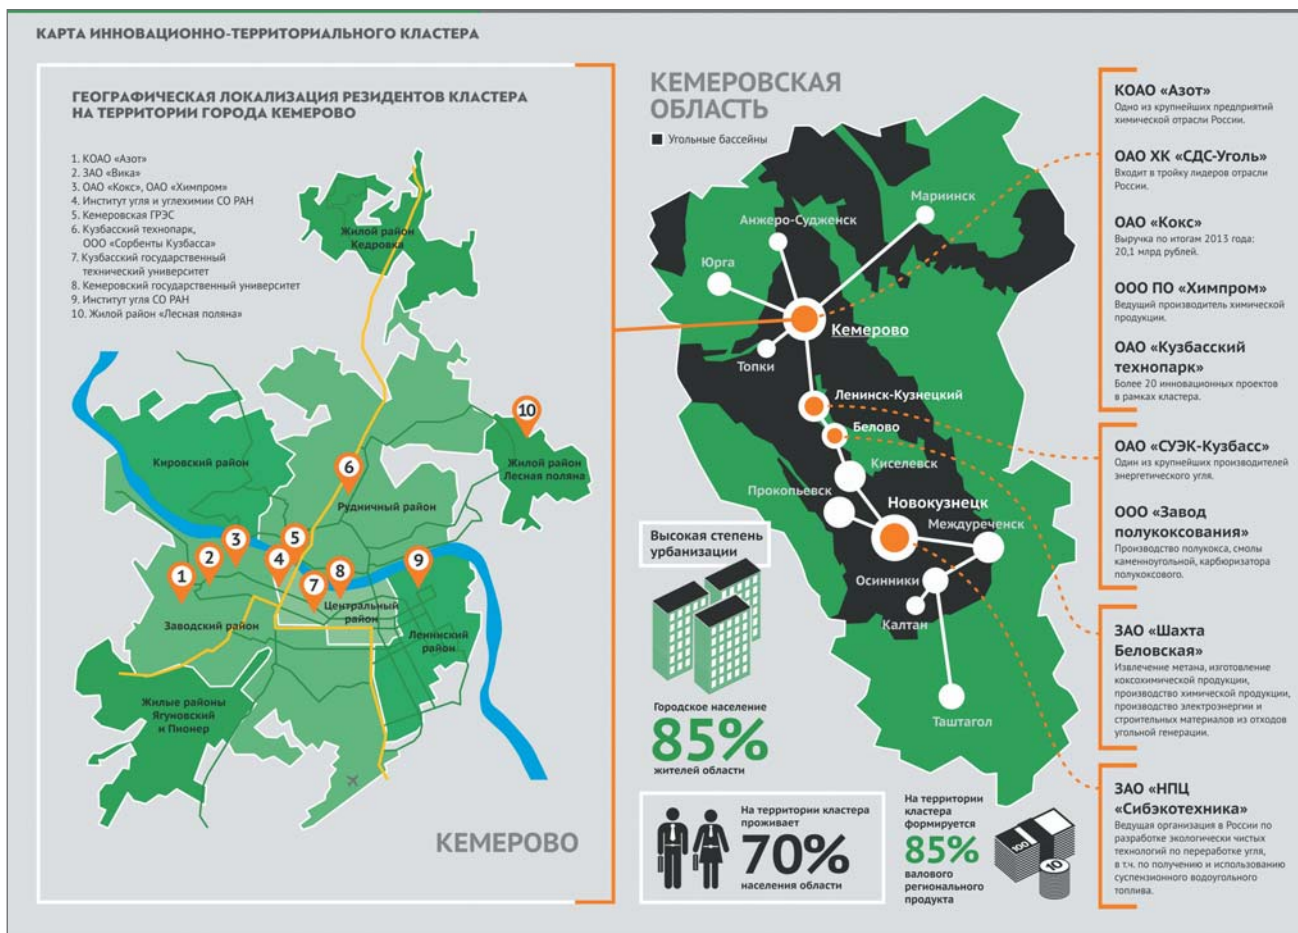 КАРТА ИННОВАЦИОННО-ТЕРРИТОРИАЛЬНОГО КЛАСТЕРА
ГЕОГРАФИЧЕСКАЯ ЛОКАЛИЗАЦИЯ РЕЗИДЕНТОВ КЛАСТЕРА
НА ТЕРРИТОРИИ ГОРОДА КЕМЕРОВО
1. КОАО «Азот»
2. ЗАО «Вика»
3. ОАО «Кокс», ОАО «Химпром»
4. Институт угля и углехимии СО РАН
5. Кемеровская ГРЭС
6. Кузбасский технопарк,
ООО «Сорбенты Кузбасса»
7. Кузбасский государственный
технический университет
8. Кемеровский государственный университет
9. Институт угля СО РАН
10. Жилой район «Лесная поляна»
Жилой район
Кедровка
10
Жилой район
Лесная поляна
Кировский район
6
Рудничный район
3
5
2
1
4
7
8
9
Центральный
район
Заводский район
Ленинский
район
Жилые районы
Ягуновский
и Пионер
КЕМЕРОВО
КЕМЕРОВСКАЯ
ОБЛАСТЬ
Угольные бассейны
Мариинск
Анжеро-Судженск
Юрга
Кемерово
Топки
Ленинск-Кузнецкий
Белово
Киселевск
Прокопьевск
Новокузнецк
Междуреченск
Осинники
Калтан
Таштагол
Высокая степень
урбанизации
Городское население
85%
жителей области
На территории кластера
проживает
70%
населения области
На территории
кластера
формируется
85%
валового
регионального
продукта
100
10
КОАО «Азот»
Одно из крупнейших предприятий
химической отрасли России.
ОАО ХК «СДС-Уголь»
Входит в тройку лидеров отрасли
России.
ОАО «Кокс»
Выручка по итогам 2013 года:
20,1 млрд рублей.
ООО ПО «Химпром»
Ведущий производитель химической
продукции.
ОАО «Кузбасский
технопарк»
Более 20 инновационных проектов
в рамках кластера.
ОАО «СУЭК-Кузбасс»
Один из крупнейших производителей
энергетического угля.
ООО «Завод
полукоксования»
Производство полукокса, смолы
каменноугольной, карбюризатора
полукоксового.
ЗАО «Шахта
Беловская»
Извлечение метана, изготовление
коксохимической продукции,
производство химической продукции,
производство электроэнергии и
строительных материалов из отходов
угольной генерации.
ЗАО «НПЦ
«Сибэкотехника»
Ведущая организация в России по
разработке экологически чистых
технологий по переработке угля,
в т.ч. по получению и использованию
суспензионного водоугольного
топлива.